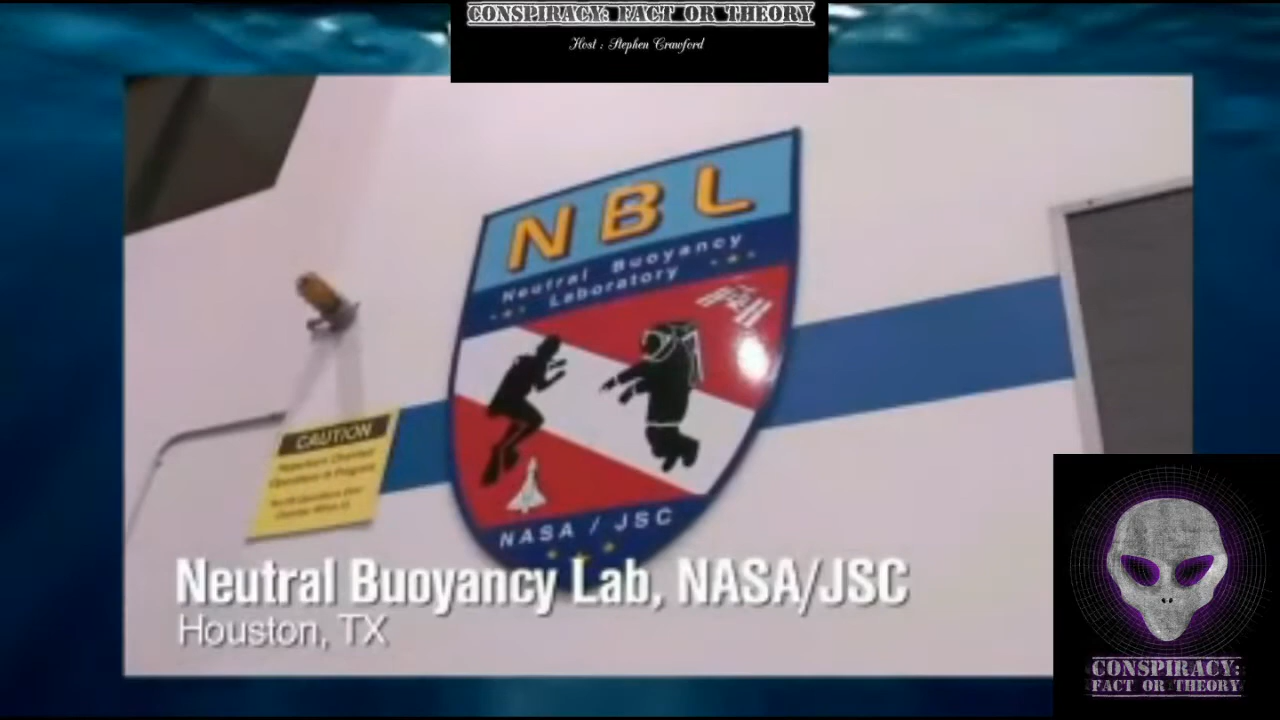 CONSPIRACY: FACT OR THEORY
Host : Stephen Crawford
NBL
Neutral Buoyancy
Laboratory
CAUTION
NASA / JSC
Neutral Buoyancy Lab, NASA/JSC
Houston, TX
CONSPIRACY:
FACT OR THEORY